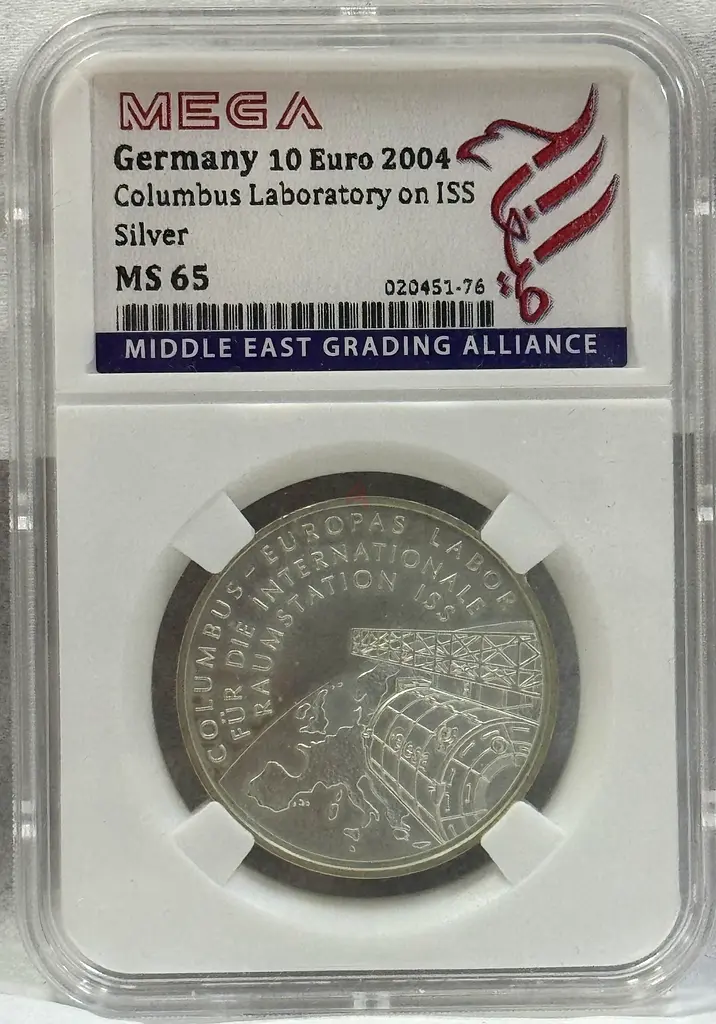 MEGA
Germany 10 Euro 2004
Columbus Laboratory on ISS
Silver
MS 65
020451-76
MIDDLE EAST GRADING ALLIANCE
COLUMBUS - EUROPAS LABOR
FÜR DIE INTERNATIONALE
RAUMSTATION ISS